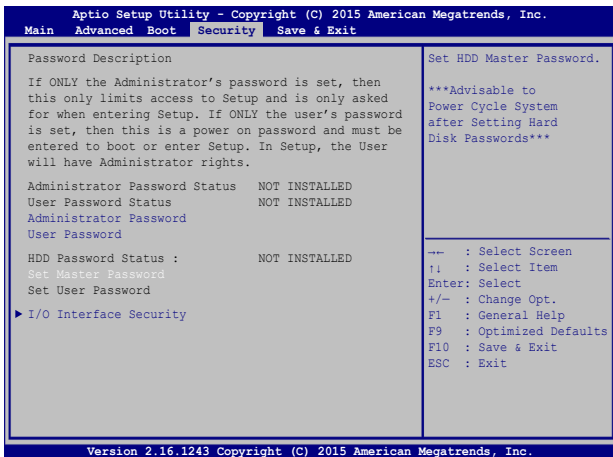 Aptio Setup Utility - Copyright (C) 2015 American Megatrends, Inc.
Main Advanced Boot Security Save & Exit
Password Description
If ONLY the Administrator's password is set, then
this only limits access to Setup and is only asked
for when entering Setup. If ONLY the user's password
is set, then this is a power on password and must be
entered to boot or enter Setup. In Setup, the User
will have Administrator rights.
Administrator Password Status NOT INSTALLED
User Password Status NOT INSTALLED
Administrator Password
User Password
HDD Password Status : NOT INSTALLED
Set Master Password
Set User Password
▶ I/O Interface Security
Set HDD Master Password.
***Advisable to
Power Cycle System
after Setting Hard
Disk Passwords***
→← : Select Screen
↑↓ : Select Item
Enter: Select
+/— : Change Opt.
F1 : General Help
F9 : Optimized Defaults
F10 : Save & Exit
ESC : Exit
Version 2.16.1243 Copyright (C) 2015 American Megatrends, Inc.